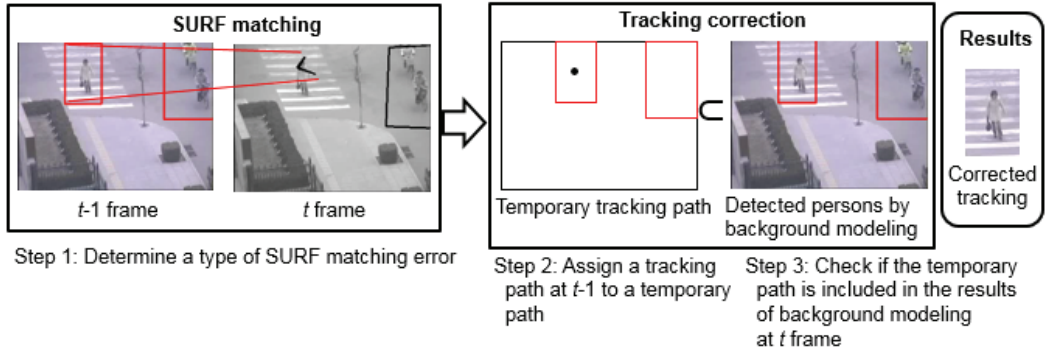 SURF matching
t-1 frame
t frame
Step 1: Determine a type of SURF matching error
Tracking correction
Temporary tracking path
⊂
Detected persons by
background modeling
Step 2: Assign a tracking
path at t-1 to a temporary
path
Step 3: Check if the temporary
path is included in the results
of background modeling
at t frame
Results
Corrected
tracking